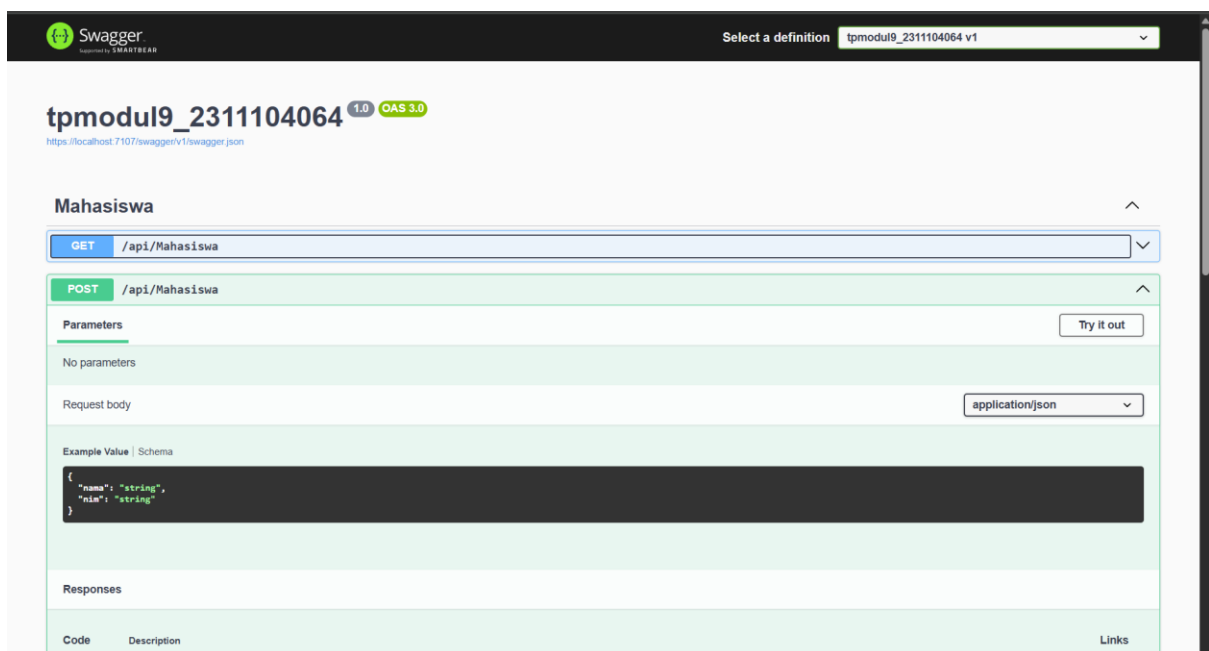 Swagger.
Supported by SMARTBEAR
Select a definition
tpmodul9_2311104064 v1
tpmodul9_2311104064 1.0 OAS 3.0
https://localhost:7107/swagger/v1/swagger.json
Mahasiswa
GET /api/Mahasiswa
POST /api/Mahasiswa
Parameters
Try it out
No parameters
Request body
application/json
Example Value | Schema
{
"nama": "string",
"nim": "string"
}
Responses
Code Description Links